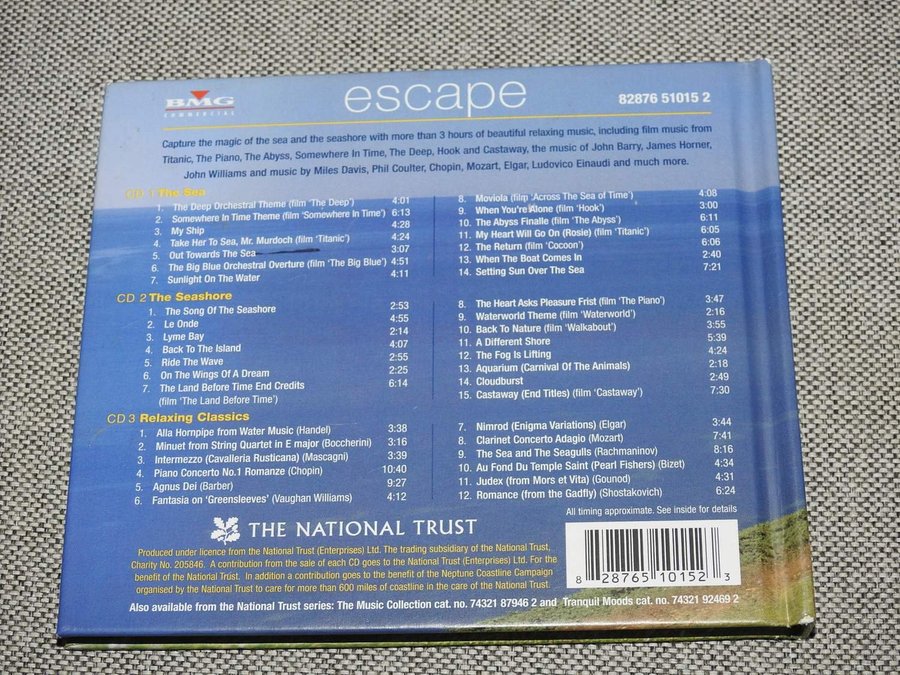 BMG
COMMERCIAL
escape
82876 51015 2
Capture the magic of the sea and the seashore with more than 3 hours of beautiful relaxing music, including film music from
Titanic, The Piano, The Abyss, Somewhere In Time, The Deep, Hook and Castaway, the music of John Barry, James Horner,
John Williams and music by Miles Davis, Phil Coulter, Chopin, Mozart, Elgar, Ludovico Einaudi and much more.
CD 1 The Sea
1. The Deep Orchestral Theme (film 'The Deep') 4:01
2. Somewhere In Time Theme (film 'Somewhere In Time') 6:13
3. My Ship 4:28
4. Take Her To Sea, Mr. Murdoch (film 'Titanic') 4:24
5. Out Towards The Sea 3:07
6. The Big Blue Orchestral Overture (film 'The Big Blue') 4:51
7. Sunlight On The Water 4:11
8. Moviola (film 'Across The Sea of Time') 4:08
9. When You're Alone (film 'Hook') 3:00
10. The Abyss Finalle (film 'The Abyss') 6:11
11. My Heart Will Go On (Rosie) (film 'Titanic') 6:05
12. The Return (film 'Cocoon') 6:06
13. When The Boat Comes In 2:40
14. Setting Sun Over The Sea 7:21
CD 2 The Seashore
1. The Song Of The Seashore 2:53
2. Le Onde 4:55
3. Lyme Bay 2:14
4. Back To The Island 4:07
5. Ride The Wave 2:55
6. On The Wings Of A Dream 2:25
7. The Land Before Time End Credits 6:14
(film 'The Land Before Time')
8. The Heart Asks Pleasure Frist (film 'The Piano') 3:47
9. Waterworld Theme (film 'Waterworld') 2:16
10. Back To Nature (film 'Walkabout') 3:55
11. A Different Shore 5:39
12. The Fog Is Lifting 4:24
13. Aquarium (Carnival Of The Animals) 2:18
14. Cloudburst 2:49
15. Castaway (End Titles) (film 'Castaway') 7:30
CD 3 Relaxing Classics
1. Alla Hornpipe from Water Music (Handel) 3:38
2. Minuet from String Quartet in E major (Boccherini) 3:16
3. Intermezzo (Cavalleria Rusticana) (Mascagni) 3:39
4. Piano Concerto No.1 Romanze (Chopin) 10:40
5. Agnus Dei (Barber) 9:27
6. Fantasia on 'Greensleeves' (Vaughan Williams) 4:12
7. Nimrod (Enigma Variations) (Elgar) 3:44
8. Clarinet Concerto Adagio (Mozart) 7:41
9. The Sea and The Seagulls (Rachmaninov) 8:16
10. Au Fond Du Temple Saint (Pearl Fishers) (Bizet) 4:34
11. Judex (from Mors et Vita) (Gounod) 4:31
12. Romance (from the Gadfly) (Shostakovich) 6:24
All timing approximate. See inside for details
THE NATIONAL TRUST
Produced under licence from the National Trust (Enterprises) Ltd. The trading subsidiary of the National Trust,
Charity No. 205846. A contribution from the sale of each CD goes to the National Trust (Enterprises) Ltd. For the
benefit of the National Trust. In addition a contribution goes to the benefit of the Neptune Coastline Campaign
organised by the National Trust to care for more than 600 miles of coastline in the care of the National Trust.
8 28765 10152 3
Also available from the National Trust series: The Music Collection cat. no. 74321 87946 2 and Tranquil Moods cat. no. 74321 92469 2